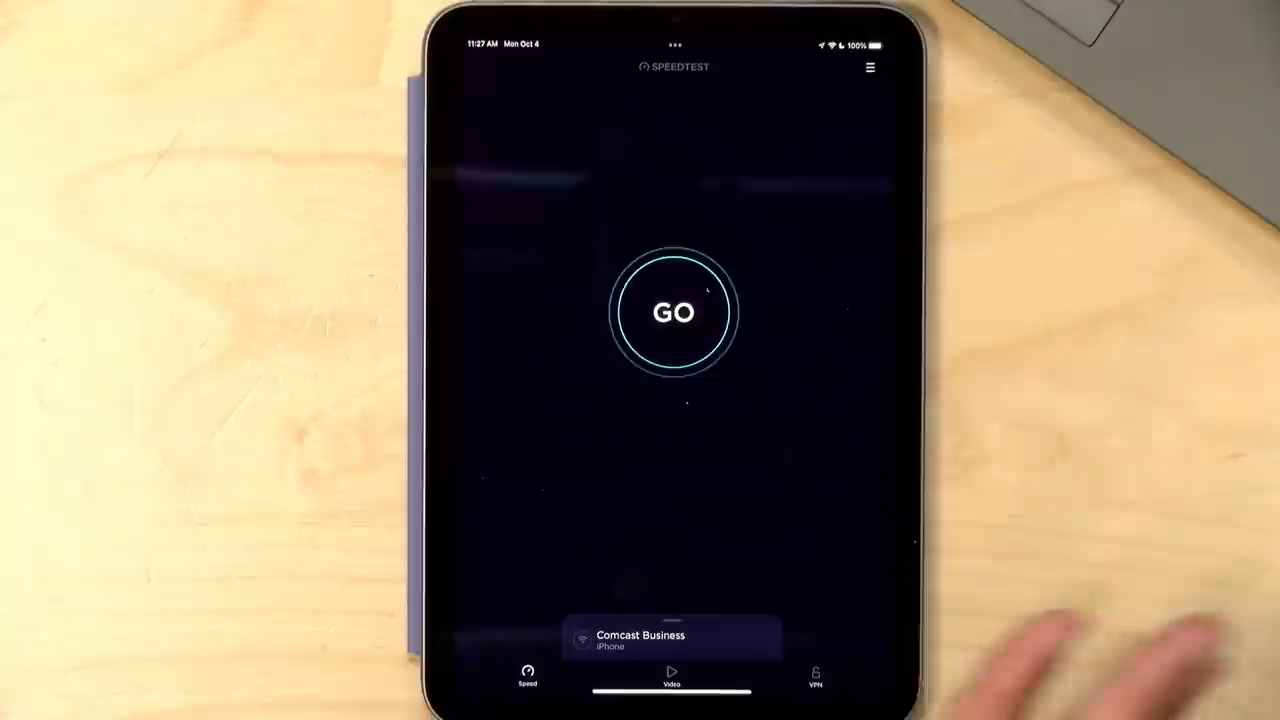 11:27 AM Mon Oct 4
100%
SPEEDTEST
GO
Comcast Business
iPhone
Speed
Video
VPN